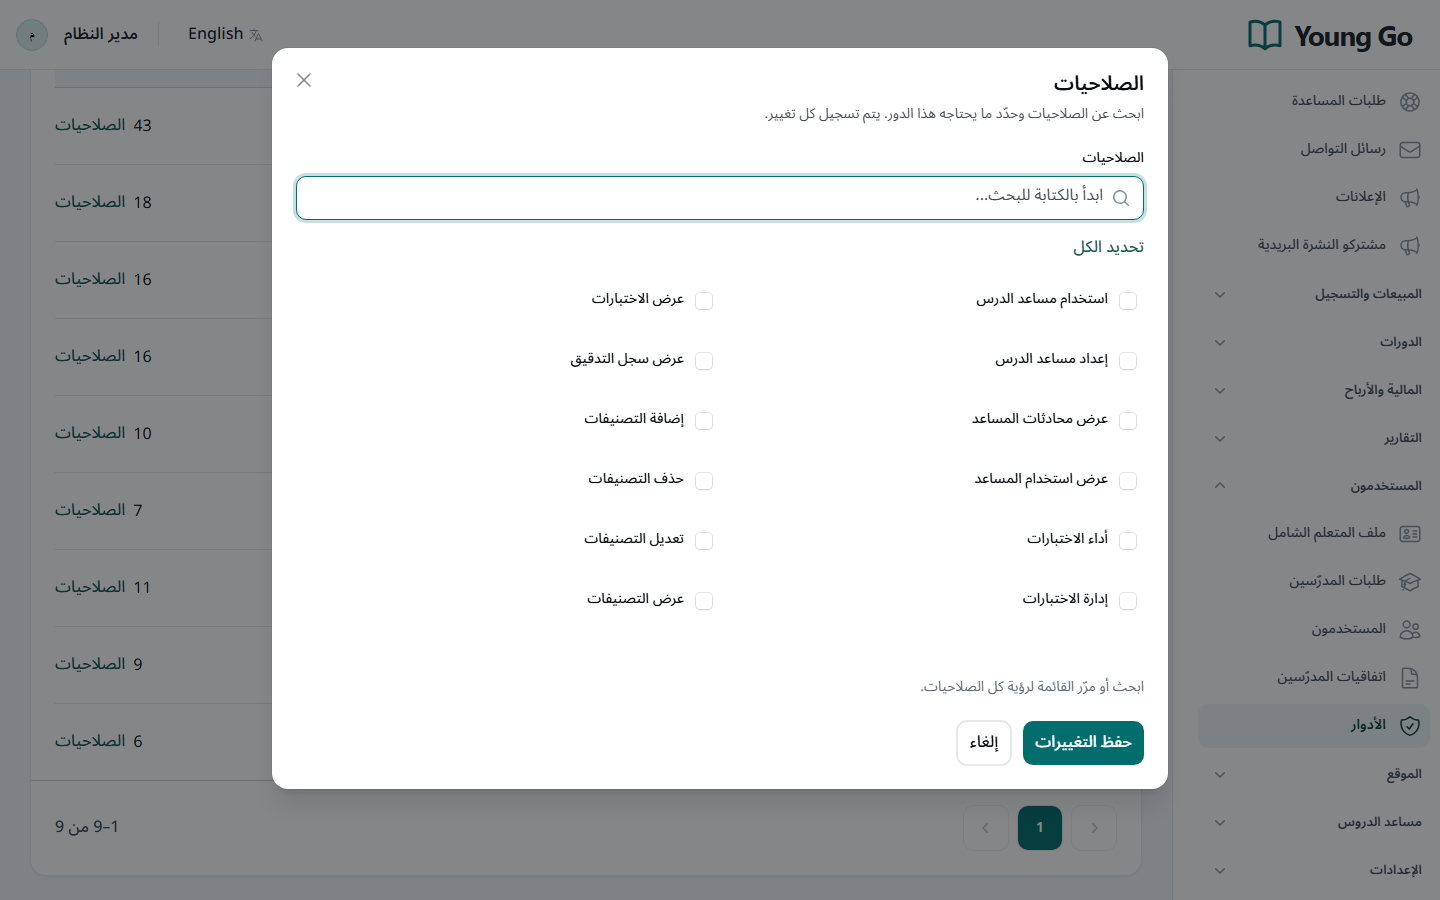 Young Go
English
مدير النظام
م
طلبات المساعدة
رسائل التواصل
الإعلانات
مشتركو النشرة البريدية
المبيعات والتسجيل
الدورات
المالية والأرباح
التقارير
المستخدمون
ملف المتعلم الشامل
طلبات المدرّسين
المستخدمون
اتفاقيات المدرّسين
الأدوار
الموقع
مساعد الدروس
الإعدادات
الصلاحيات
ابحث عن الصلاحيات وحدّد ما يحتاجه هذا الدور. يتم تسجيل كل تغيير.
الصلاحيات
ابدأ بالكتابة للبحث...
تحديد الكل
استخدام مساعد الدرس
عرض الاختبارات
إعداد مساعد الدرس
عرض سجل التدقيق
عرض محادثات المساعد
إضافة التصنيفات
عرض استخدام المساعد
حذف التصنيفات
أداء الاختبارات
تعديل التصنيفات
إدارة الاختبارات
عرض التصنيفات
ابحث أو مرّر القائمة لرؤية كل الصلاحيات.
حفظ التغييرات
إلغاء
43 الصلاحيات
18 الصلاحيات
16 الصلاحيات
16 الصلاحيات
10 الصلاحيات
7 الصلاحيات
11 الصلاحيات
9 الصلاحيات
6 الصلاحيات
1
1–9 من 9